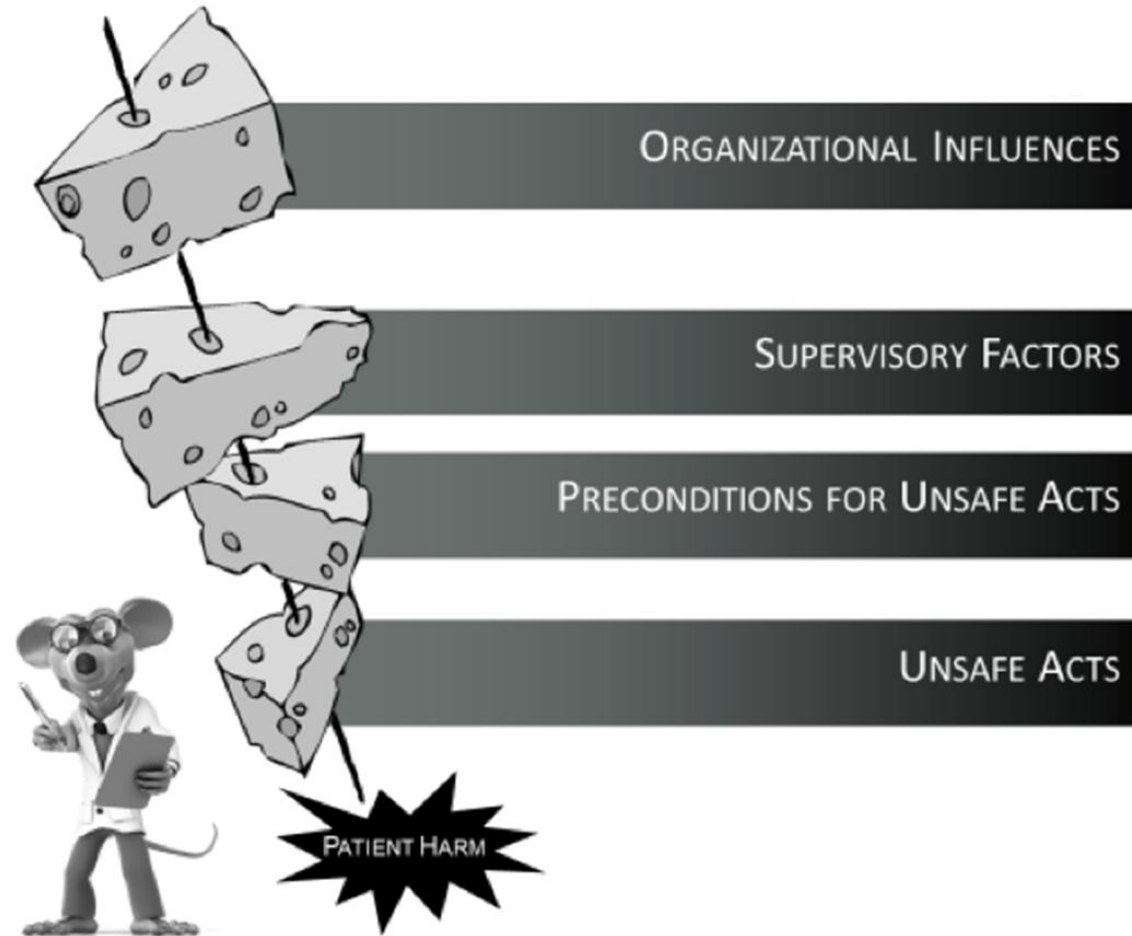 ORGANIZATIONAL INFLUENCES
SUPERVISORY FACTORS
PRECONDITIONS FOR UNSAFE ACTS
UNSAFE ACTS
PATIENT HARM